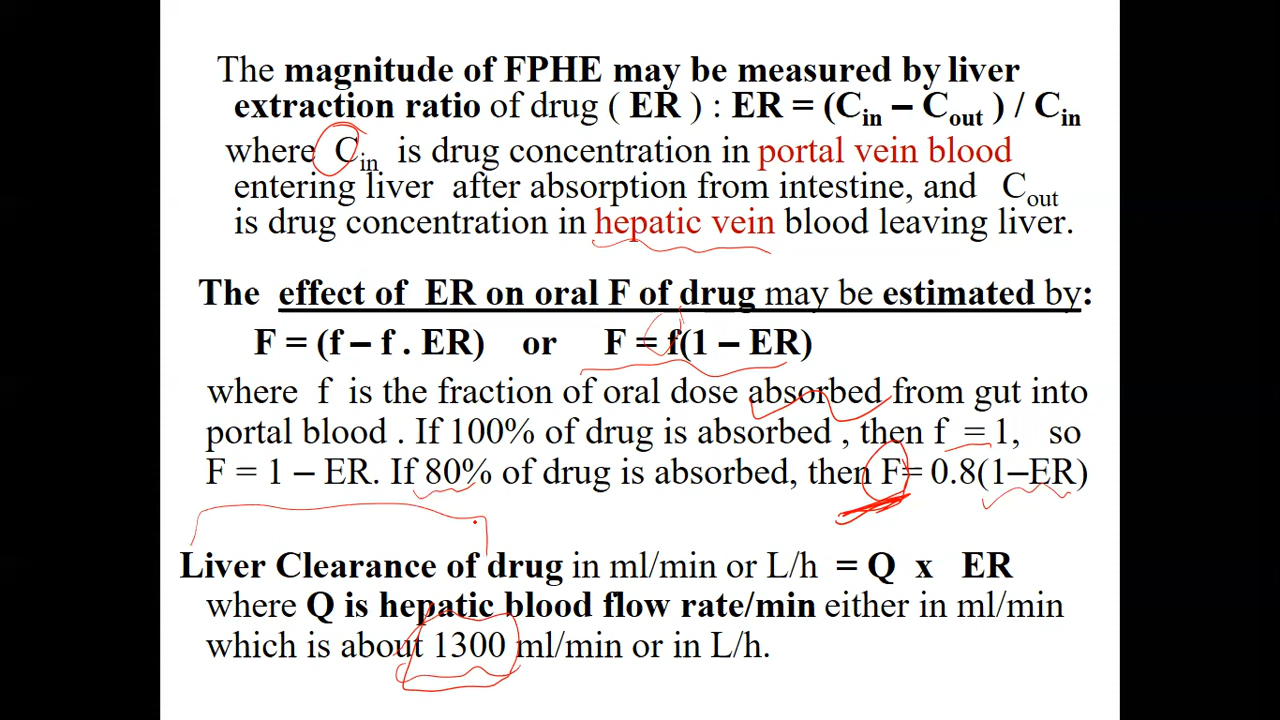 The magnitude of FPHE may be measured by liver
extraction ratio of drug ( ER ) : ER = (Cin – Cout ) / Cin
where Cin is drug concentration in portal vein blood
entering liver after absorption from intestine, and Cout
is drug concentration in hepatic vein blood leaving liver.
The effect of ER on oral F of drug may be estimated by:
F = (f – f . ER) or F = f(1 – ER)
where f is the fraction of oral dose absorbed from gut into
portal blood . If 100% of drug is absorbed , then f = 1, so
F = 1 – ER. If 80% of drug is absorbed, then F= 0.8(1–ER)
Liver Clearance of drug in ml/min or L/h = Q x ER
where Q is hepatic blood flow rate/min either in ml/min
which is about 1300 ml/min or in L/h.